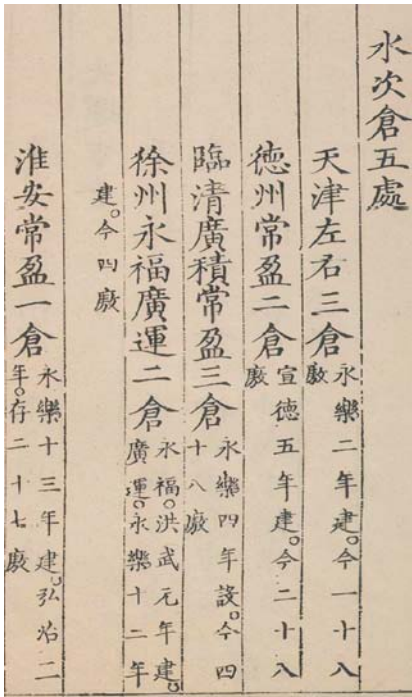 水次倉五處
天津左右三倉永樂二年建。今一十八廒
德州常盈二倉宣德五年建。今二十八廒
臨清廣積常盈三倉永樂四年設。今四十八廒
徐州永福廣運二倉永福。洪武元年建。廣運。永樂十二年
建。今四廒
淮安常盈一倉永樂十三年建。弘治二年。存二十七廒